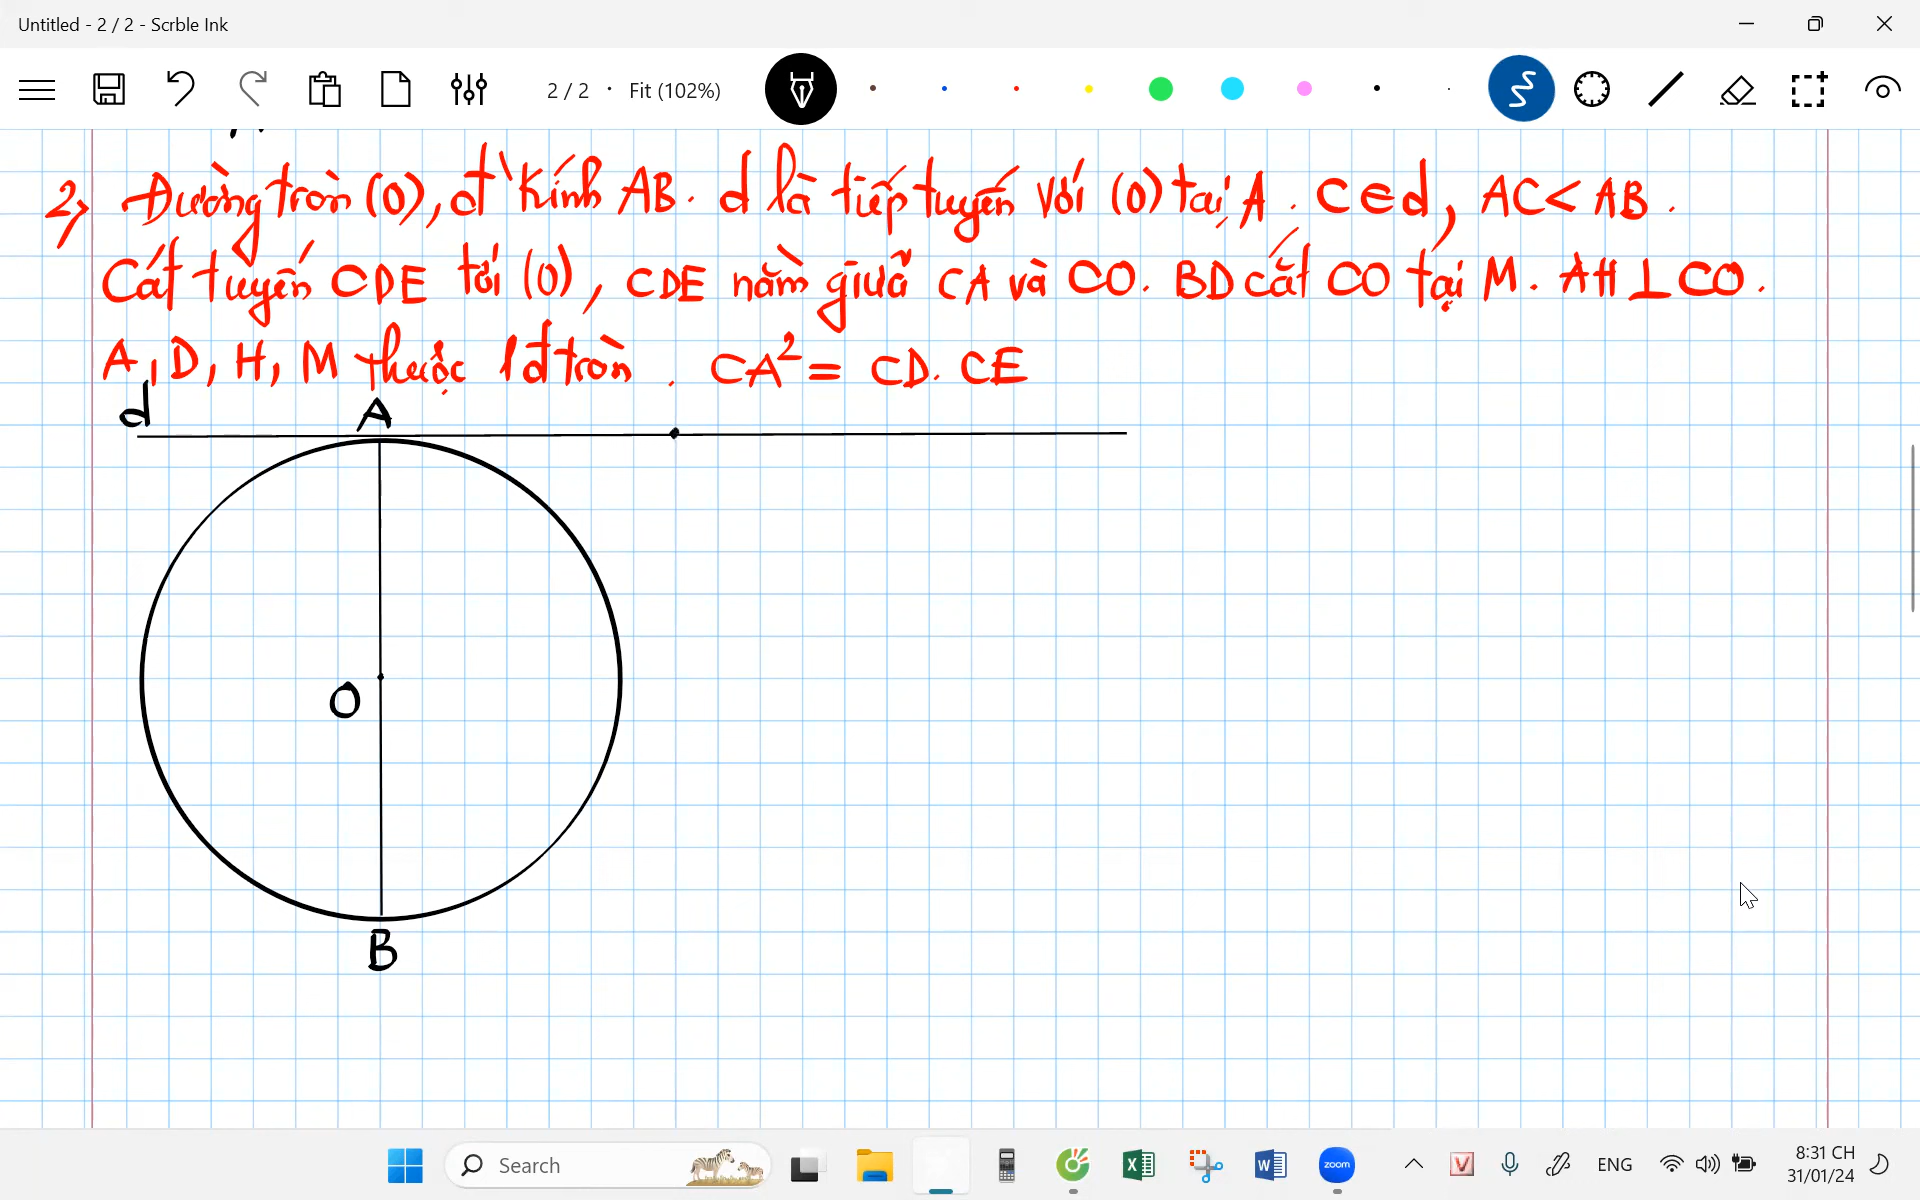 Untitled - 2 / 2 - Scrble Ink
2 / 2 · Fit (102%)
2, Đường tròn (O), đ' kính AB. d là tiếp tuyến với (O) tại A. C∈d, AC < AB.
Cát tuyến CDE tới (O), CDE nằm giữa CA và CO. BD cắt CO tại M. AH⊥CO.
A, D, H, M thuộc 1 đ tròn. CA² = CD. CE
d
A
O
B
Search
zoom
ENG
8:31 CH
31/01/24